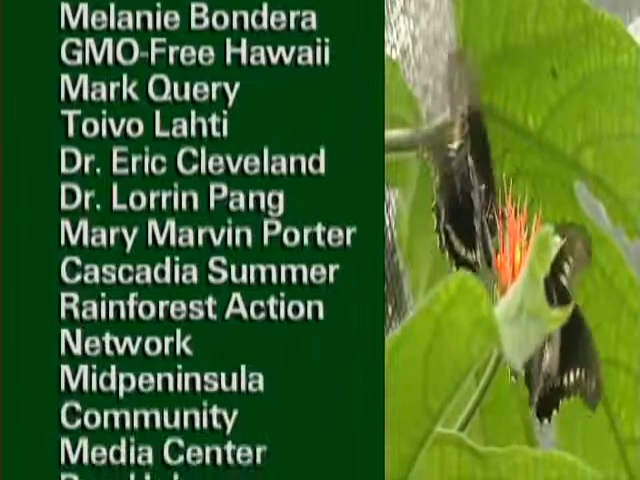 Melanie Bondera
GMO-Free Hawaii
Mark Query
Toivo Lahti
Dr. Eric Cleveland
Dr. Lorrin Pang
Mary Marvin Porter
Cascadia Summer
Rainforest Action
Network
Midpeninsula
Community
Media Center